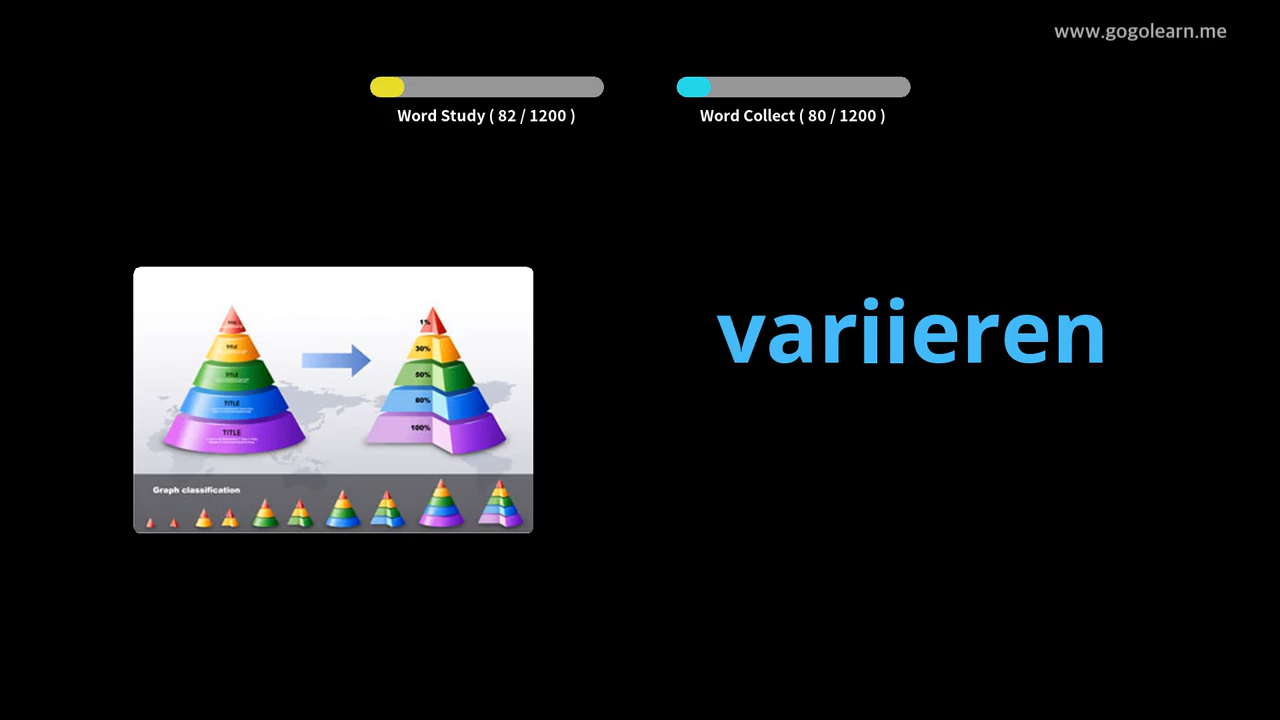 www.gogolearn.me
Word Study ( 82 / 1200 )
Word Collect ( 80 / 1200 )
variieren
1%
TITLE
30%
TITLE
50%
TITLE
80%
TITLE
100%
Graph classification